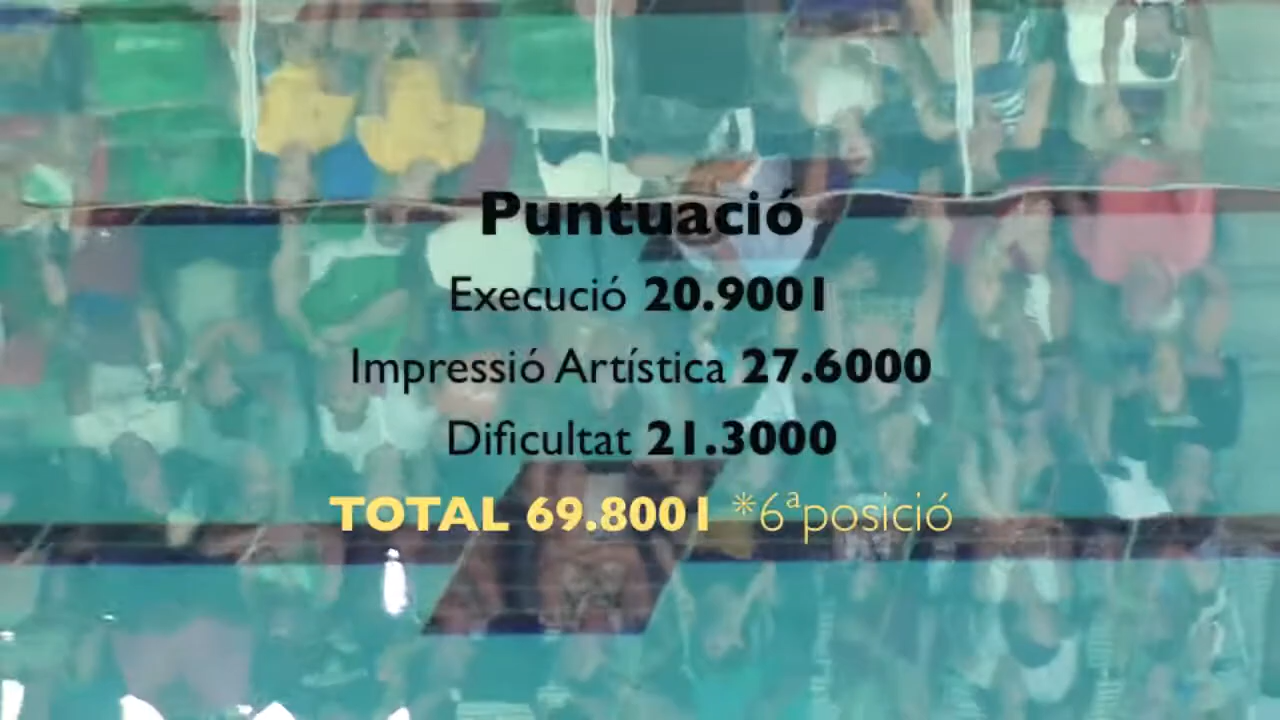 Puntuació
Execució 20.9001
Impressió Artística 27.6000
Dificultat 21.3000
TOTAL 69.8001 *6ªposició